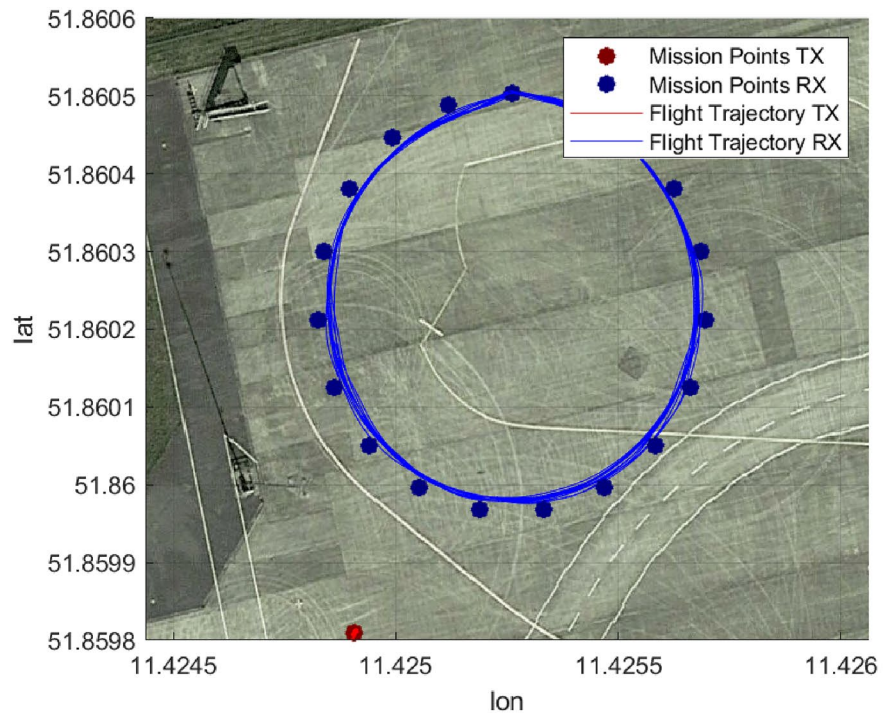 51.8606
51.8605
51.8604
51.8603
51.8602
51.8601
51.86
51.8599
51.8598
lat
Mission Points TX
Mission Points RX
Flight Trajectory TX
Flight Trajectory RX
11.4245
11.425
11.4255
11.426
lon